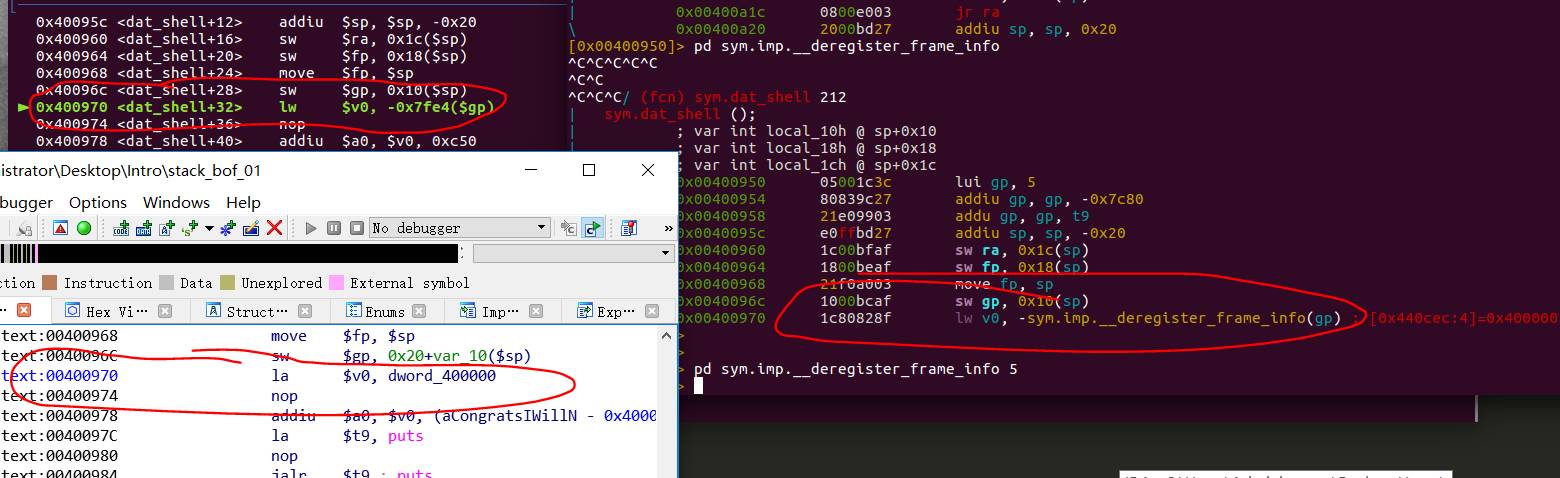 0x40095c <dat_shell+12> addiu $sp, $sp, -0x20
0x400960 <dat_shell+16> sw $ra, 0x1c($sp)
0x400964 <dat_shell+20> sw $fp, 0x18($sp)
0x400968 <dat_shell+24> move $fp, $sp
0x40096c <dat_shell+28> sw $gp, 0x10($sp)
► 0x400970 <dat_shell+32> lw $v0, -0x7fe4($gp)
0x400974 <dat_shell+36> nop
0x400978 <dat_shell+40> addiu $a0, $v0, 0xc50
| 0x00400a1c 0800e003 jr ra
\ 0x00400a20 2000bd27 addiu sp, sp, 0x20
[0x00400950]> pd sym.imp.__deregister_frame_info
^C^C^C^C^C
^C^C
^C^C^C/ (fcn) sym.dat_shell 212
| sym.dat_shell ();
; var int local_10h @ sp+0x10
; var int local_18h @ sp+0x18
; var int local_1ch @ sp+0x1c
0x00400950 05001c3c lui gp, 5
0x00400954 80839c27 addiu gp, gp, -0x7c80
0x00400958 21e09903 addu gp, gp, t9
0x0040095c e0ffbd27 addiu sp, sp, -0x20
0x00400960 1c00bfaf sw ra, 0x1c(sp)
0x00400964 1800beaf sw fp, 0x18(sp)
0x00400968 21f0a003 move fp, sp
0x0040096c 1000bcaf sw gp, 0x10(sp)
0x00400970 1c80828f lw v0, -sym.imp.__deregister_frame_info(gp) ; [0x440cec:4]=0x400000
>
> pd sym.imp.__deregister_frame_info 5
>
nistrator\Desktop\Intro\stack_bof_01
bugger Options Windows Help
No debugger
ction Instruction Data Unexplored External symbol
Hex Vi… Struct… Enums Imp… Exp…
text:00400968 move $fp, $sp
text:0040096C sw $gp, 0x20+var_10($sp)
text:00400970 la $v0, dword_400000
text:00400974 nop
text:00400978 addiu $a0, $v0, (aCongratsIWillN - 0x4000
text:0040097C la $t9, puts
text:00400980 nop
text:00400984 jalr $t9 ; puts